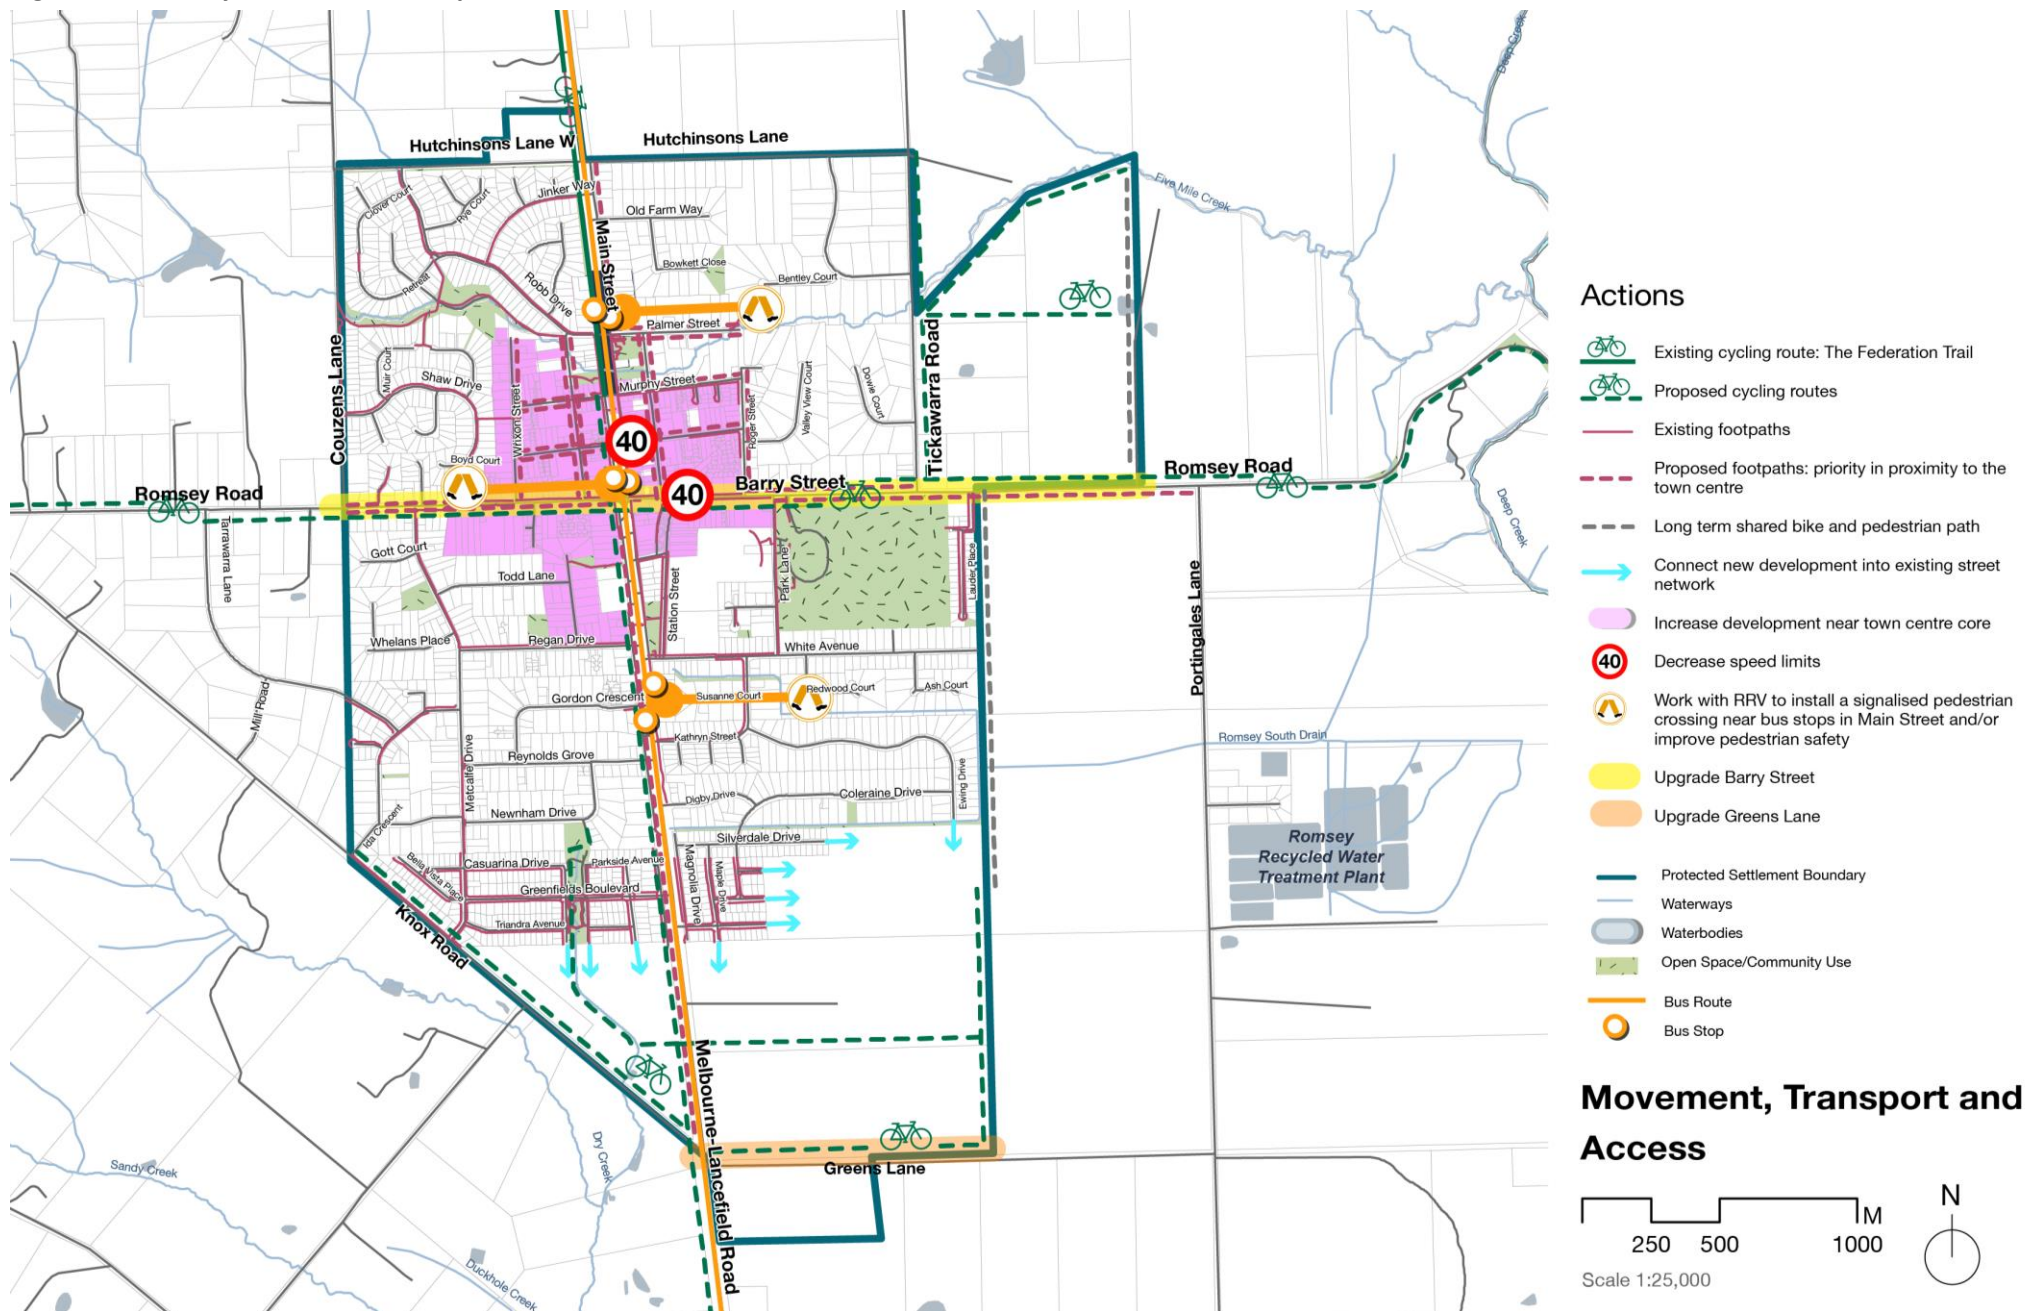 Deep Creek
Hutchinsons Lane W
Hutchinsons Lane
Five Mile Creek
Clover Court
Rye Court
Jinker Way
Old Farm Way
Main Street
Bowkett Close
Bentley Court
Retreat
Robb Drive
Palmer Street
Couzens Lane
Tickawarra Road
Muir Court
Shaw Drive
Murphy Street
Wrixon Street
Roger Street
Valley View Court
Dowie Court
40
Boyd Court
Romsey Road
40
Barry Street
Romsey Road
Deep Creek
Tarrawarra Lane
Gott Court
Todd Lane
Station Street
Park Lane
Lauder Place
Portingales Lane
Whelans Place
Regan Drive
White Avenue
Mill Road
Gordon Crescent
Susanne Court
Redwood Court
Ash Court
Metcalfe Drive
Reynolds Grove
Kathryn Street
Romsey South Drain
Newnham Drive
Digby Drive
Coleraine Drive
Ewing Drive
Ida Crescent
Silverdale Drive
Romsey
Recycled Water
Treatment Plant
Bella Vista Place
Casuarina Drive
Parkside Avenue
Magnolia Drive
Maple Drive
Greenfields Boulevard
Triandra Avenue
Knox Road
Melbourne-Lancefield Road
Dry Creek
Sandy Creek
Greens Lane
Duckhole Creek
Actions
Existing cycling route: The Federation Trail
Proposed cycling routes
Existing footpaths
Proposed footpaths: priority in proximity to the
town centre
Long term shared bike and pedestrian path
Connect new development into existing street
network
Increase development near town centre core
40
Decrease speed limits
Work with RRV to install a signalised pedestrian
crossing near bus stops in Main Street and/or
improve pedestrian safety
Upgrade Barry Street
Upgrade Greens Lane
Protected Settlement Boundary
Waterways
Waterbodies
Open Space/Community Use
Bus Route
Bus Stop
Movement, Transport and
Access
M
250 500 1000
Scale 1:25,000
N